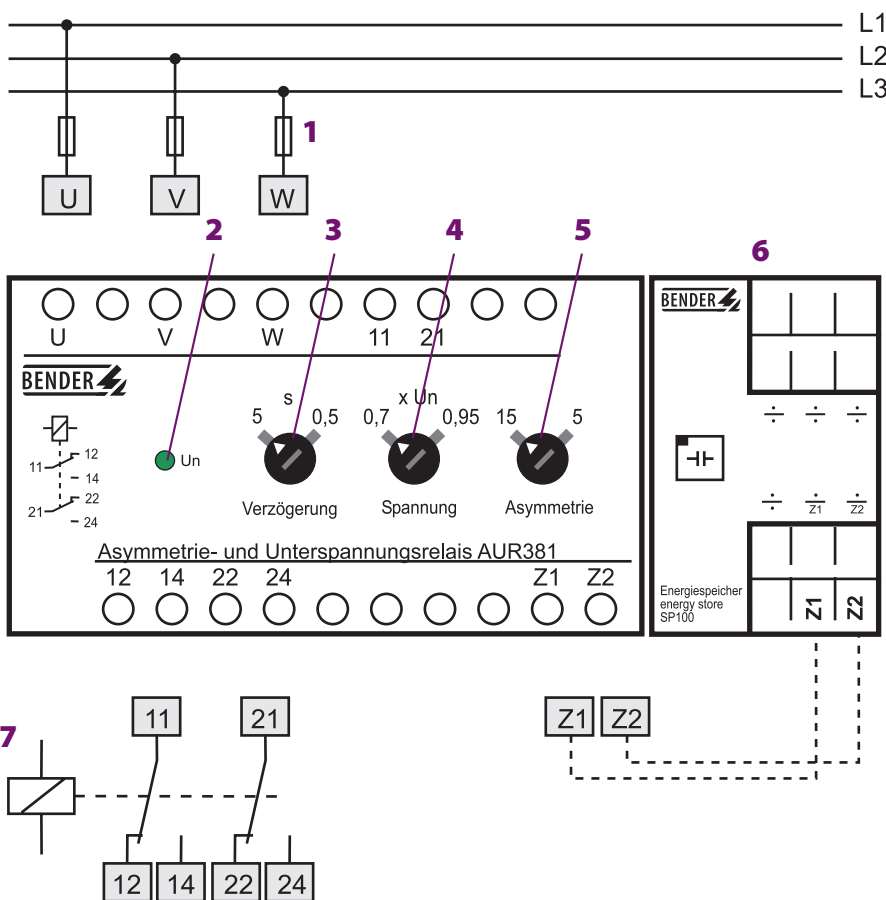 L1
L2
L3
1
U V W
2 3 4 5 6
U V W 11 21
BENDER
BENDER
s
5 0,5
x Un
0,7 0,95
15 5
Un
Verzögerung Spannung Asymmetrie
11 12
14
21 22
24
Asymmetrie- und Unterspannungsrelais AUR381
12 14 22 24 Z1 Z2
÷ ÷ ÷
÷ ÷ ÷
Z1 Z2
Energiespeicher
energy store
SP100
Z1 Z2
7
11 21
Z1 Z2
12 14 22 24